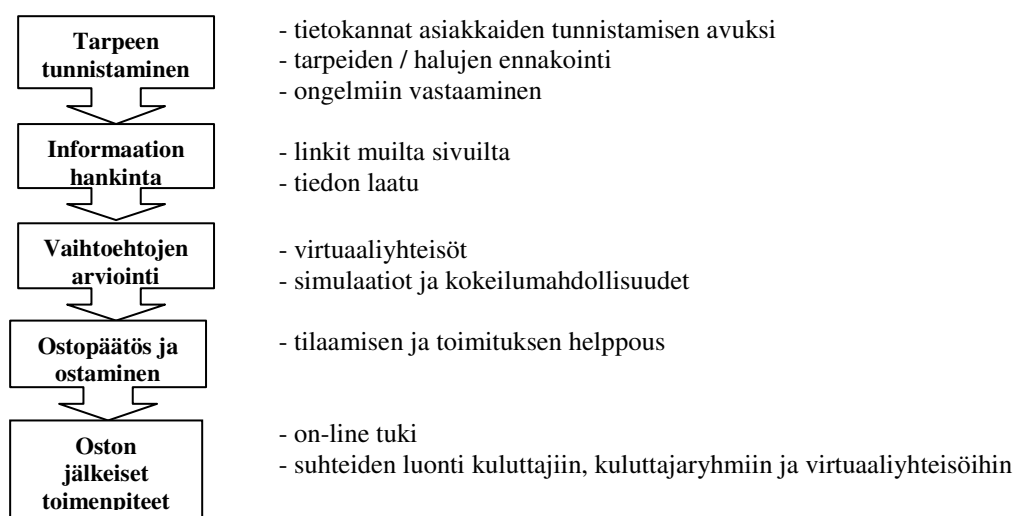 Tarpeen
tunnistaminen
- tietokannat asiakkaiden tunnistamisen avuksi
- tarpeiden / halujen ennakointi
- ongelmiin vastaaminen
Informaation
hankinta
- linkit muilta sivuilta
- tiedon laatu
Vaihtoehtojen
arviointi
- virtuaaliyhteisöt
- simulaatiot ja kokeilumahdollisuudet
Ostopäätös ja
ostaminen
- tilaamisen ja toimituksen helppous
Oston
jälkeiset
toimenpiteet
- on-line tuki
- suhteiden luonti kuluttajiin, kuluttajaryhmiin ja virtuaaliyhteisöihin